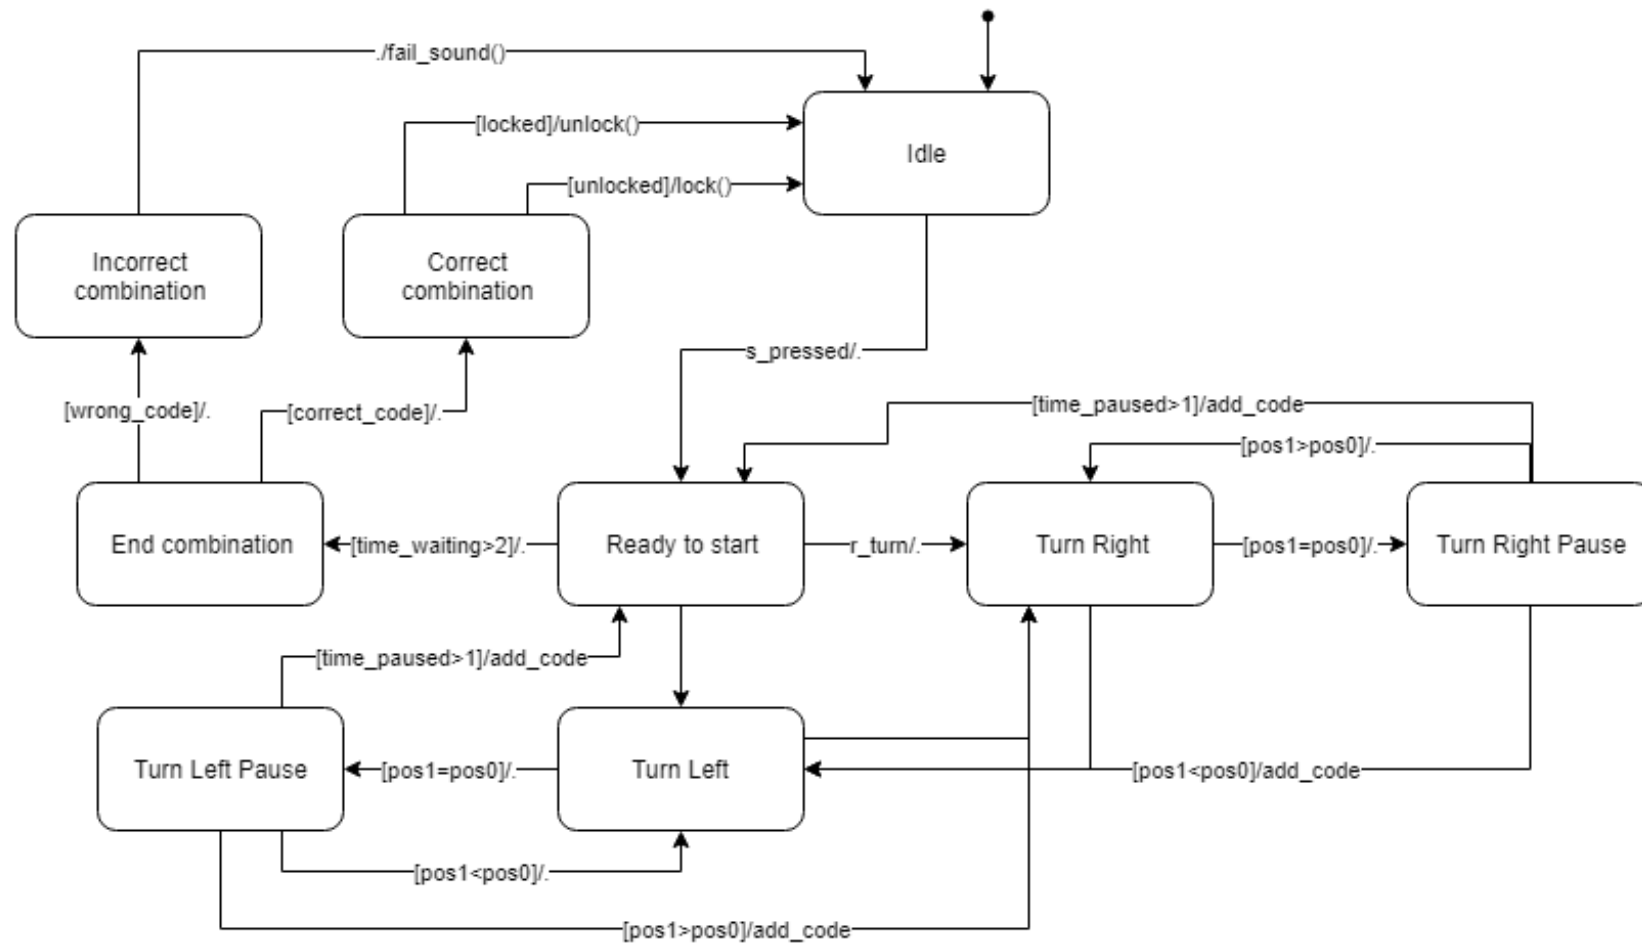 ./fail_sound()
[locked]/unlock()
Idle
[unlocked]/lock()
Incorrect
combination
Correct
combination
s_pressed/.
[wrong_code]/.
[correct_code]/.
[time_paused>1]/add_code
[pos1>pos0]/.
End combination
[time_waiting>2]/.
Ready to start
r_turn/.
Turn Right
[pos1=pos0]/.
Turn Right Pause
[time_paused>1]/add_code
Turn Left Pause
[pos1=pos0]/.
Turn Left
[pos1<pos0]/add_code
[pos1<pos0]/.
[pos1>pos0]/add_code